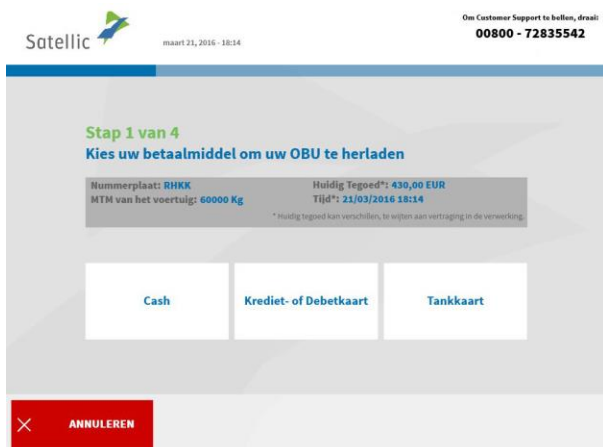 Satellic
maart 21, 2016 - 18:14
Om Customer Support te bellen, draai:
00800 - 72835542
Stap 1 van 4
Kies uw betaalmiddel om uw OBU te herladen
Nummerplaat: RHKK
Huidig Tegoed*: 430,00 EUR
MTM van het voertuig: 60000 Kg
Tijd*: 21/03/2016 18:14
* Huidig tegoed kan verschillen, te wijten aan vertraging in de verwerking.
Cash
Krediet- of Debetkaart
Tankkaart
ANNULEREN